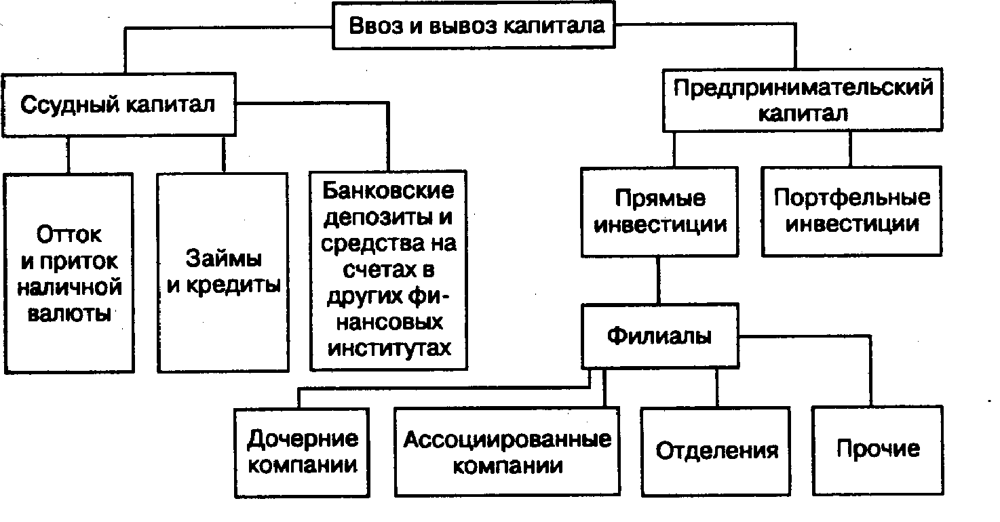 Ввоз и вывоз капитала
Ссудный капитал
Предпринимательский
капитал
Отток
и приток
наличной
валюты
Займы
и кредиты
Банковские
депозиты и
средства на
счетах в
других фи-
нансовых
институтах
Прямые
инвестиции
Портфельные
инвестиции
Филиалы
Дочерние
компании
Ассоциированные
компании
Отделения
Прочие